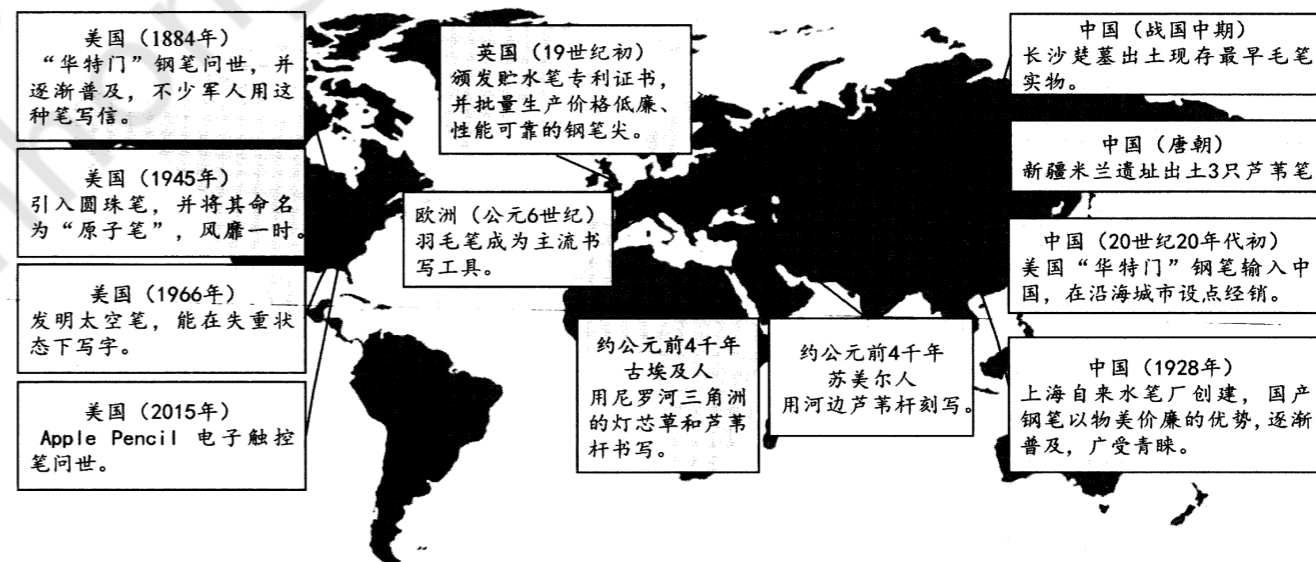 美国（1884年）
“华特门”钢笔问世，并
逐渐普及，不少军人用这
种笔写信。
美国（1945年）
引入圆珠笔，并将其命名
为“原子笔”，风靡一时。
美国（1966年）
发明太空笔，能在失重状
态下写字。
美国（2015年）
Apple Pencil 电子触控
笔问世。
英国（19世纪初）
颁发贮水笔专利证书，
并批量生产价格低廉、
性能可靠的钢笔尖。
欧洲（公元6世纪）
羽毛笔成为主流书
写工具。
约公元前4千年
古埃及人
用尼罗河三角洲
的灯芯草和芦苇
杆书写。
约公元前4千年
苏美尔人
用河边芦苇杆刻写。
中国（战国中期）
长沙楚墓出土现存最早毛笔
实物。
中国（唐朝）
新疆米兰遗址出土3只芦苇笔
中国（20世纪20年代初）
美国“华特门”钢笔输入中
国，在沿海城市设点经销。
中国（1928年）
上海自来水笔厂创建，国产
钢笔以物美价廉的优势，逐渐
普及，广受青睐。